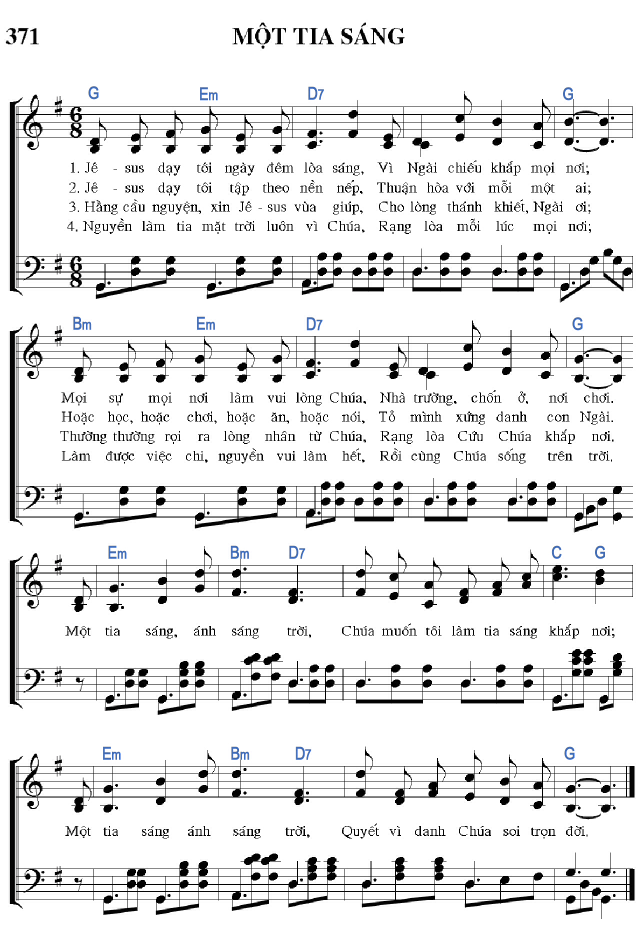 371 MỘT TIA SÁNG
G Em D7 G
6 8
1. Jê - sus dạy tôi ngày đêm lòa sáng, Vì Ngài chiếu khắp mọi nơi;
2. Jê - sus dạy tôi tập theo nền nếp, Thuận hòa với mỗi một ai;
3. Hằng cầu nguyện, xin Jê - sus vùa giúp, Cho lòng thánh khiết, Ngài ơi;
4. Nguyền làm tia mặt trời luôn vì Chúa, Rạng lòa mỗi lúc mọi nơi;
6 8
Bm Em D7 G
Mọi sự mọi nơi làm vui lòng Chúa, Nhà trường, chốn ở, nơi chơi.
Hoặc học, hoặc chơi, hoặc ăn, hoặc nói, Tỏ mình xứng danh con Ngài.
Thường thường rọi ra lòng nhân từ Chúa, Rạng lòa Cứu Chúa khắp nơi.
Làm được việc chi, nguyền vui làm hết, Rồi cùng Chúa sống trên trời.
Em Bm D7 C G
Một tia sáng, ánh sáng trời, Chúa muốn tôi làm tia sáng khắp nơi;
Em Bm D7 G
Một tia sáng ánh sáng trời, Quyết vì danh Chúa soi trọn đời.